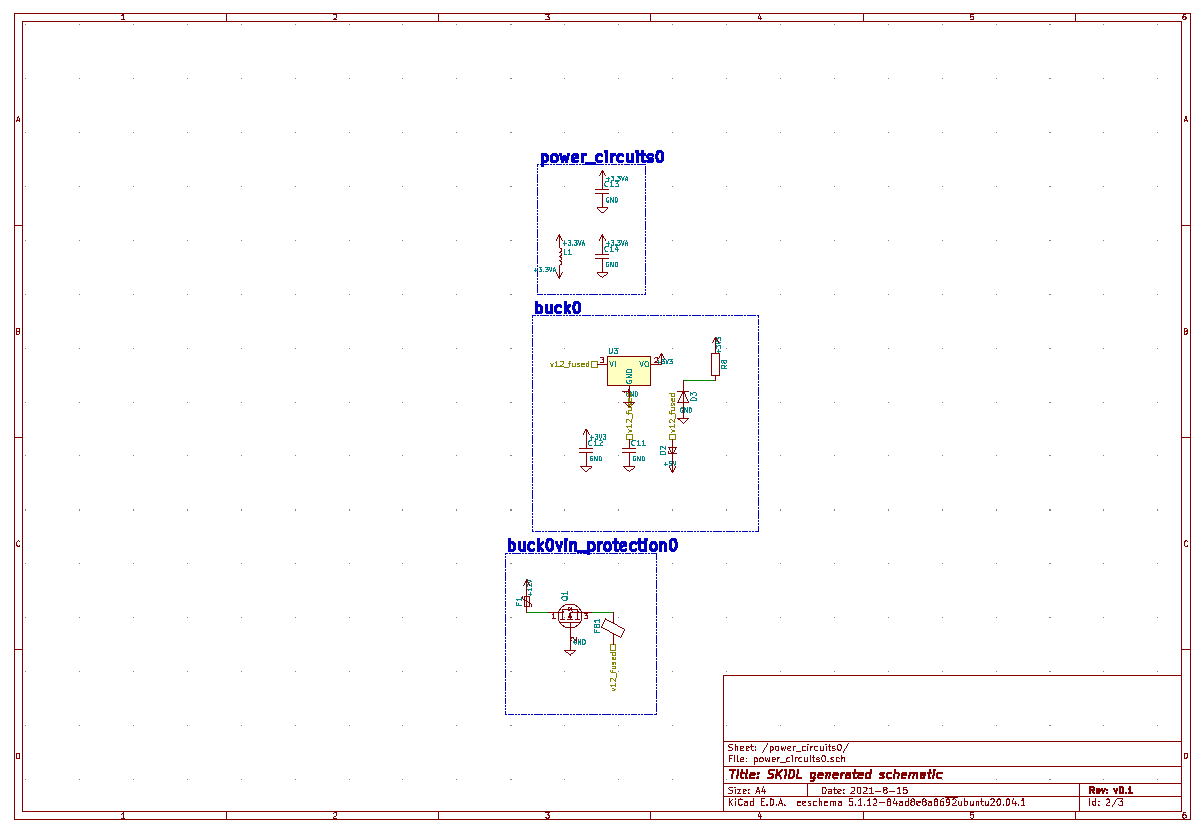 1 2 3 4 5 6
A A
power_circuits0
+3.3VA
C13
GND
+3.3VA
L1
+3.3VA
+3.3VA
C14
GND
buck0
B B
v12_fused
U3
3 VI
VO 2
GND
+3V3
GND
+3V3
R8
D3
GND
v12_fused
C11
GND
v12_fused
D2
+3V3
C12
GND
buck0vin_protection0
C C
F1
+12V
Q1
1
3
2
GND
FB1
v12_fused
D D
Sheet: /power_circuits0/
File: power_circuits0.sch
Title: SKIDL generated schematic
Size: A4 Date: 2021-8-15 Rev: v0.1
KiCad E.D.A. eeschema 5.1.12-84ad8e8a8692ubuntu20.04.1 Id: 2/3
1 2 3 4 5 6